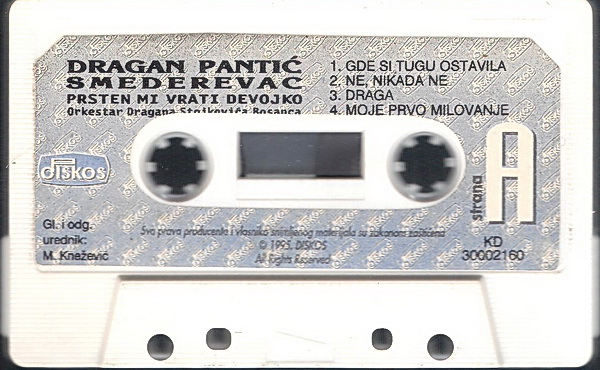 DRAGAN PANTIĆ
SMEDEREVAC
PRSTEN MI VRATI DEVOJKO
Orkestar Dragana Stojkovića Bosanca
1. GDE SI TUGU OSTAVILA
2. NE, NIKADA NE
3. DRAGA
4. MOJE PRVO MILOVANJE
diskos
strana
A
Gl. i odg.
urednik:
M. Knežević
Sva prava producenta i vlasnika snimljenog materijala su zakonom zaštićena
© 1995. DISKOS
All Rights Reserved
KD
30002160